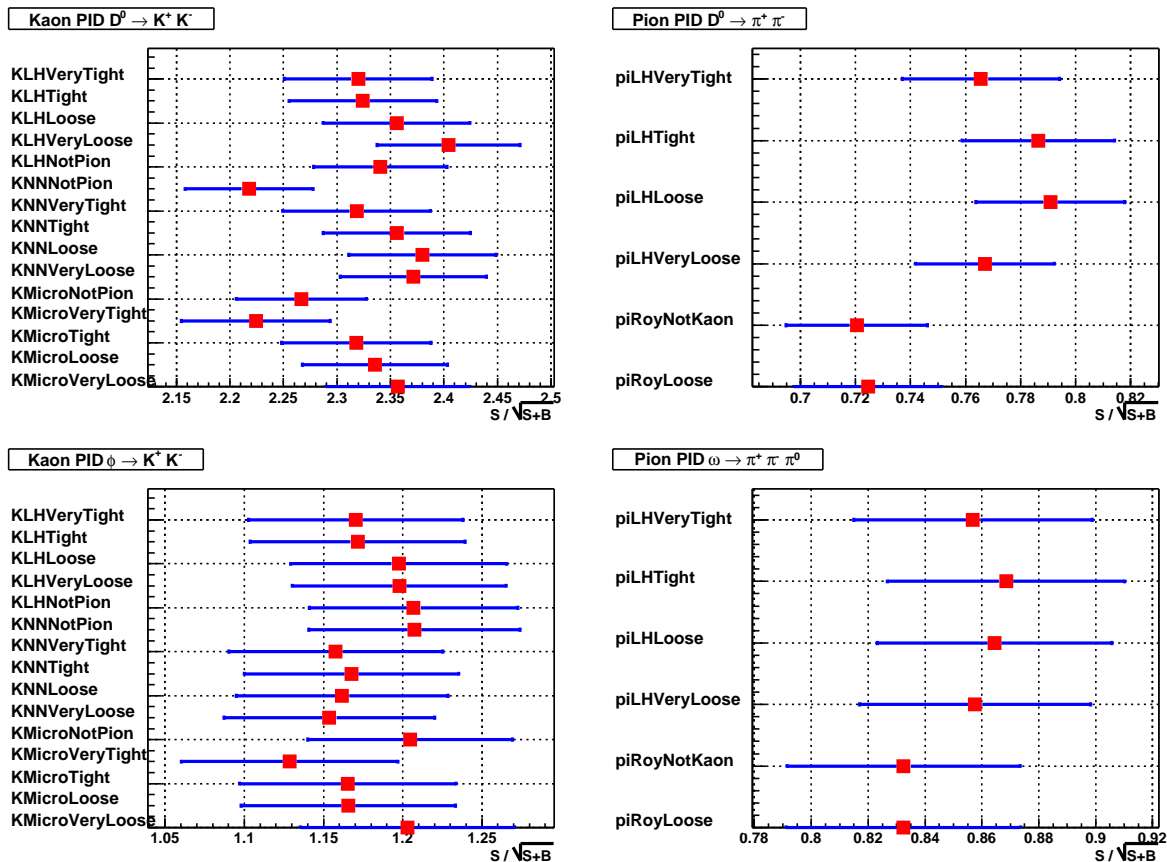 Kaon PID D⁰ → K⁺ K⁻
KLHVeryTight
KLHTight
KLHLoose
KLHVeryLoose
KLHNotPion
KNNNotPion
KNNVeryTight
KNNTight
KNNLoose
KNNVeryLoose
KMicroNotPion
KMicroVeryTight
KMicroTight
KMicroLoose
KMicroVeryLoose
2.15 2.2 2.25 2.3 2.35 2.4 2.45 2.5
S / √S+B
Pion PID D⁰ → π⁺ π⁻
piLHVeryTight
piLHTight
piLHLoose
piLHVeryLoose
piRoyNotKaon
piRoyLoose
0.7 0.72 0.74 0.76 0.78 0.8 0.82
S / √S+B
Kaon PID φ → K⁺ K⁻
KLHVeryTight
KLHTight
KLHLoose
KLHVeryLoose
KLHNotPion
KNNNotPion
KNNVeryTight
KNNTight
KNNLoose
KNNVeryLoose
KMicroNotPion
KMicroVeryTight
KMicroTight
KMicroLoose
KMicroVeryLoose
1.05 1.1 1.15 1.2 1.25
S / √S+B
Pion PID ω → π⁺ π⁻ π⁰
piLHVeryTight
piLHTight
piLHLoose
piLHVeryLoose
piRoyNotKaon
piRoyLoose
0.78 0.8 0.82 0.84 0.86 0.88 0.9 0.92
S / √S+B